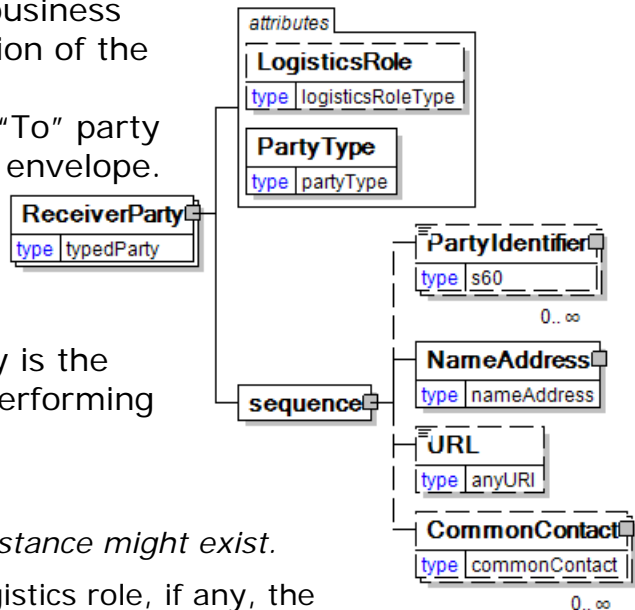 business
ion of the
“To” party
envelope.
y is the
erforming
stance might exist.
gistics role, if any, the
attributes
LogisticsRole
type logisticsRoleType
PartyType
type partyType
ReceiverParty
type typedParty
sequence
PartyIdentifier
type s60
0.. ∞
NameAddress
type nameAddress
URL
type anyURI
CommonContact
type commonContact
0.. ∞